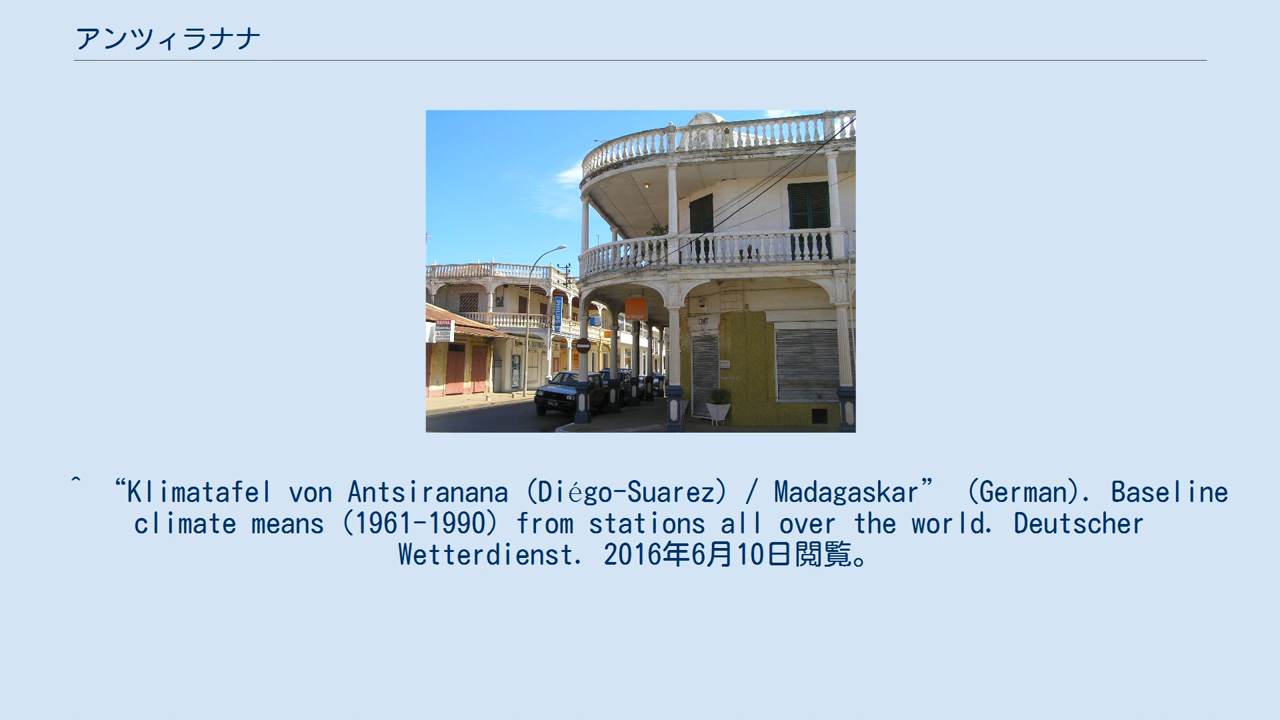 アンツィラナナ
^ “Klimatafel von Antsiranana (Diégo-Suarez) / Madagaskar” (German). Baseline
climate means (1961-1990) from stations all over the world. Deutscher
Wetterdienst. 2016年6月10日閲覧。